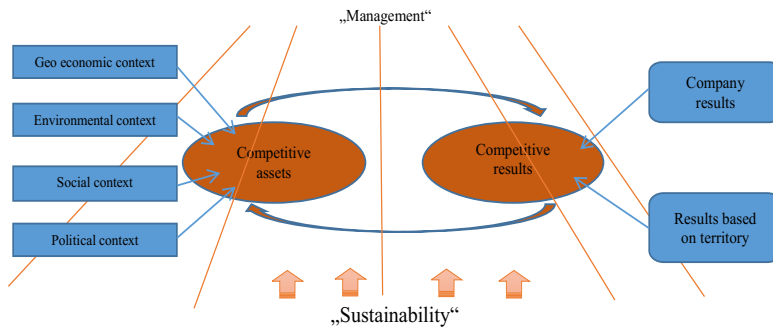 „Management“
Geo economic context
Environmental context
Social context
Political context
Competitive
assets
Competitive
results
Company
results
Results based
on territory
„Sustainability“